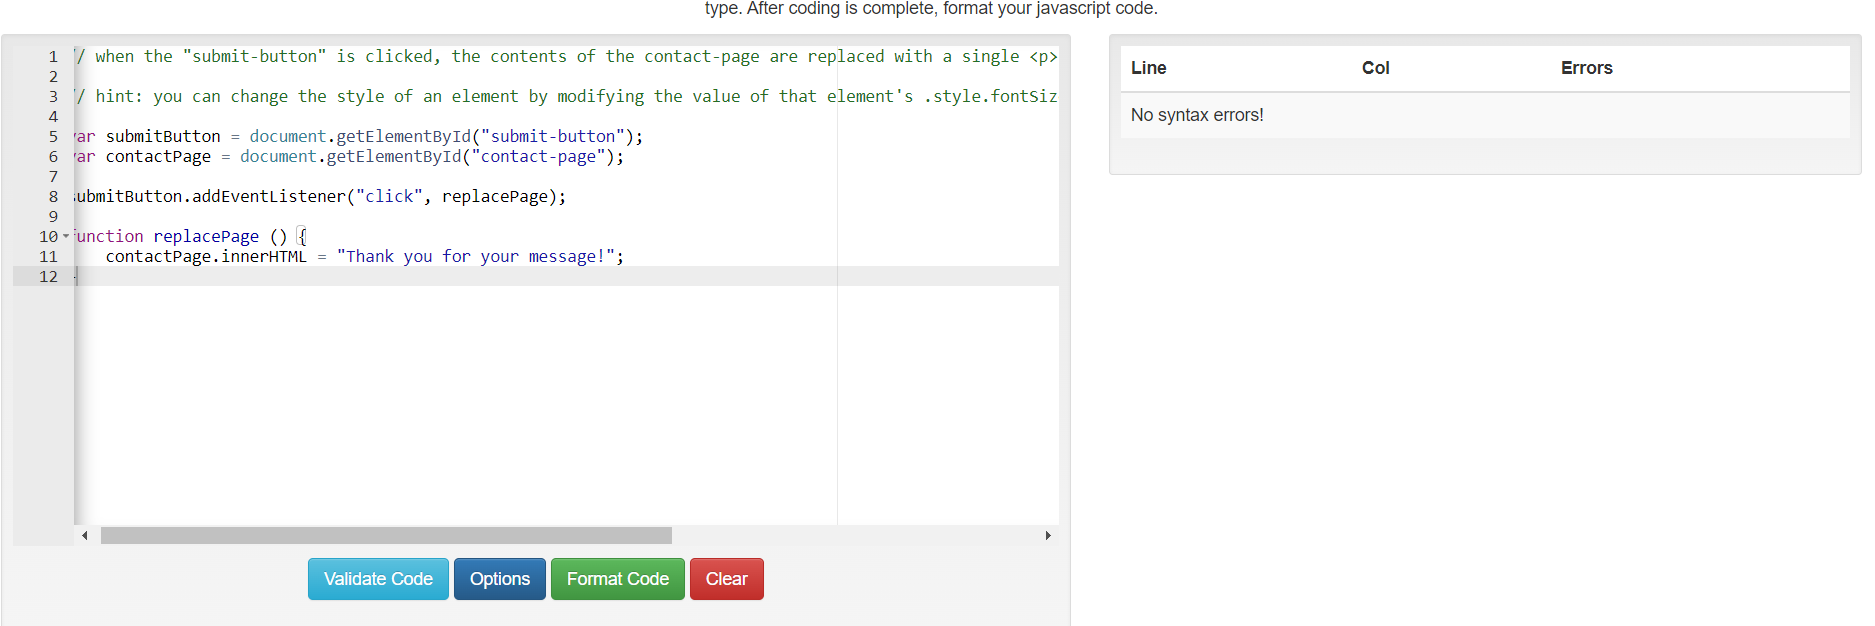 type. After coding is complete, format your javascript code.
1 // when the "submit-button" is clicked, the contents of the contact-page are replaced with a single <p>
2
3 // hint: you can change the style of an element by modifying the value of that element's .style.fontSiz
4
5 var submitButton = document.getElementById("submit-button");
6 var contactPage = document.getElementById("contact-page");
7
8 submitButton.addEventListener("click", replacePage);
9
10 function replacePage () {
11 contactPage.innerHTML = "Thank you for your message!";
12 }
Line Col Errors
No syntax errors!
Validate Code Options Format Code Clear